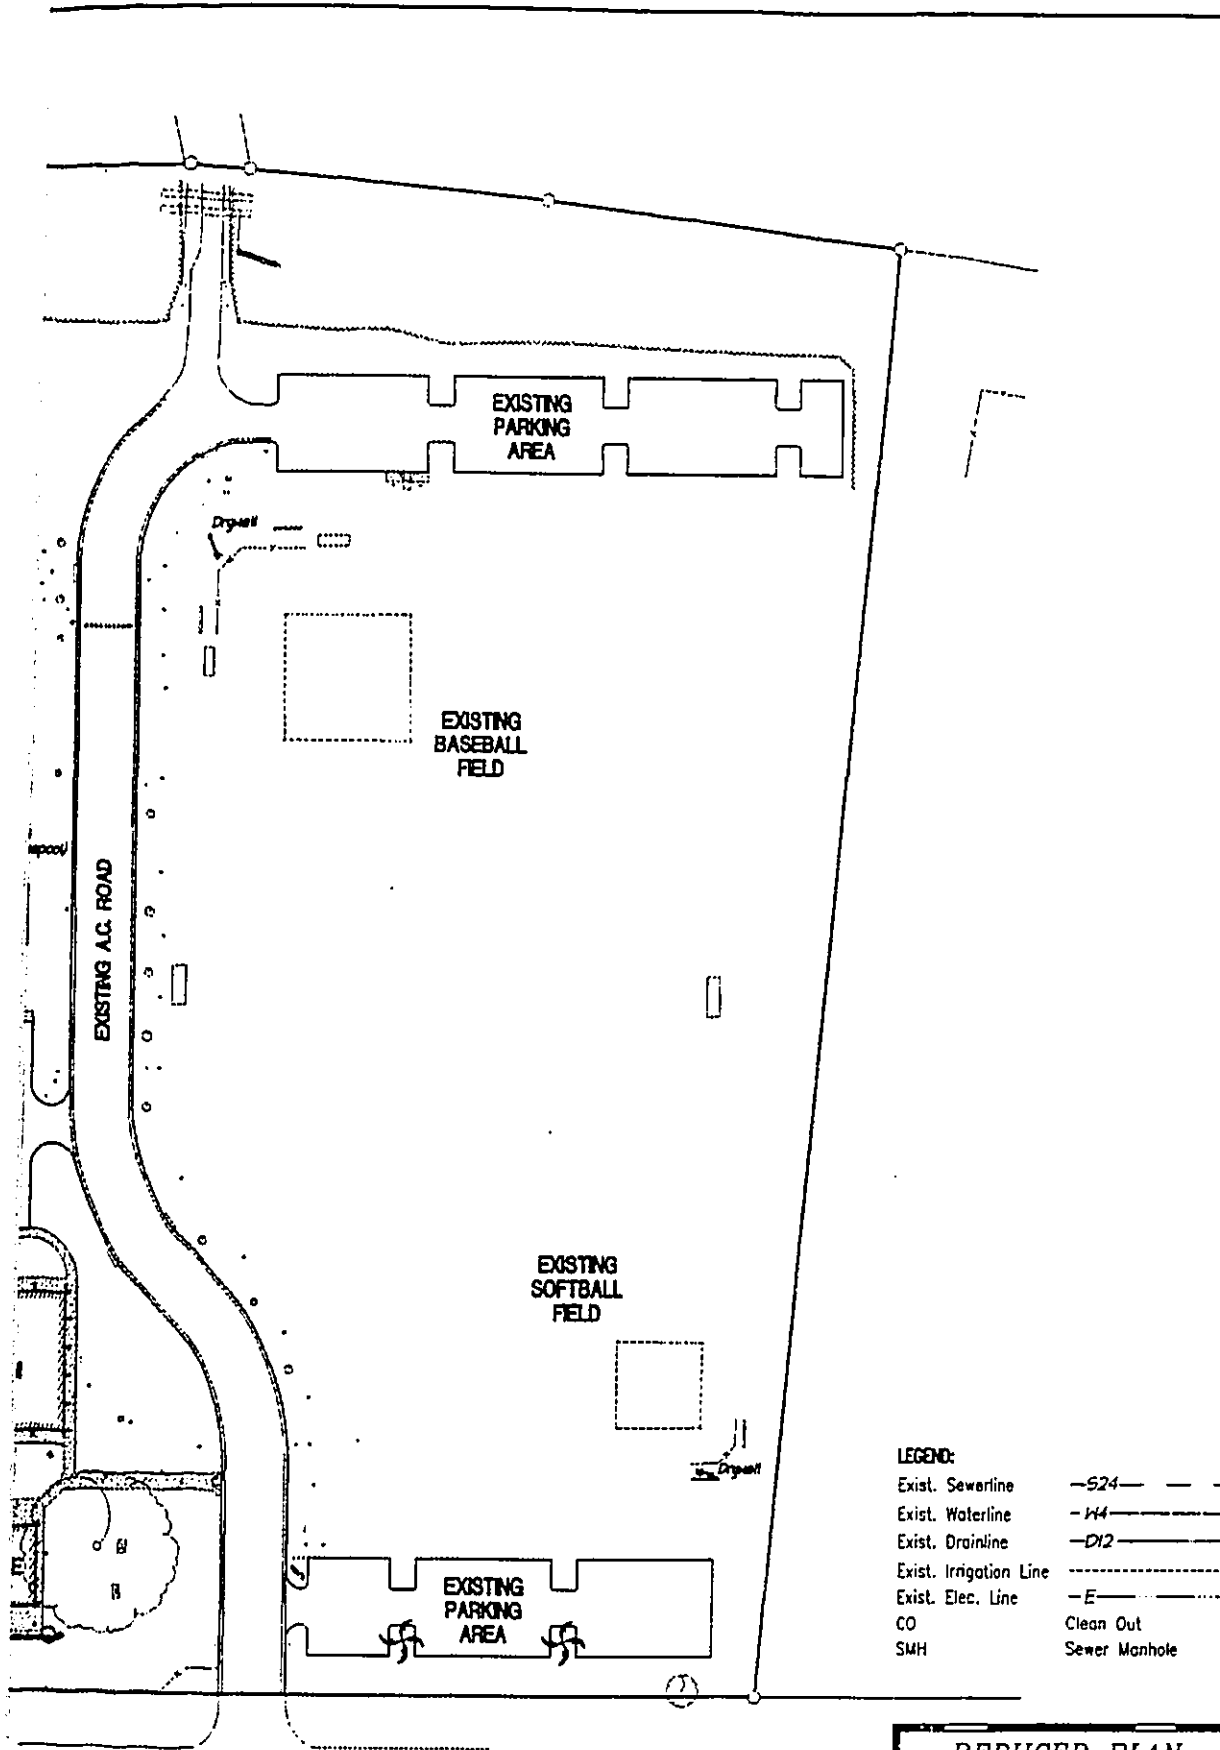 EXISTING
PARKING
AREA
Drywell
EXISTING
BASEBALL
FIELD
EXISTING A.C. ROAD
EXISTING
SOFTBALL
FIELD
Drywell
EXISTING
PARKING
AREA
LEGEND:
Exist. Sewerline —S24—
Exist. Waterline —W4—
Exist. Drainline —D12—
Exist. Irrigation Line
Exist. Elec. Line —E—
CO Clean Out
SMH Sewer Manhole